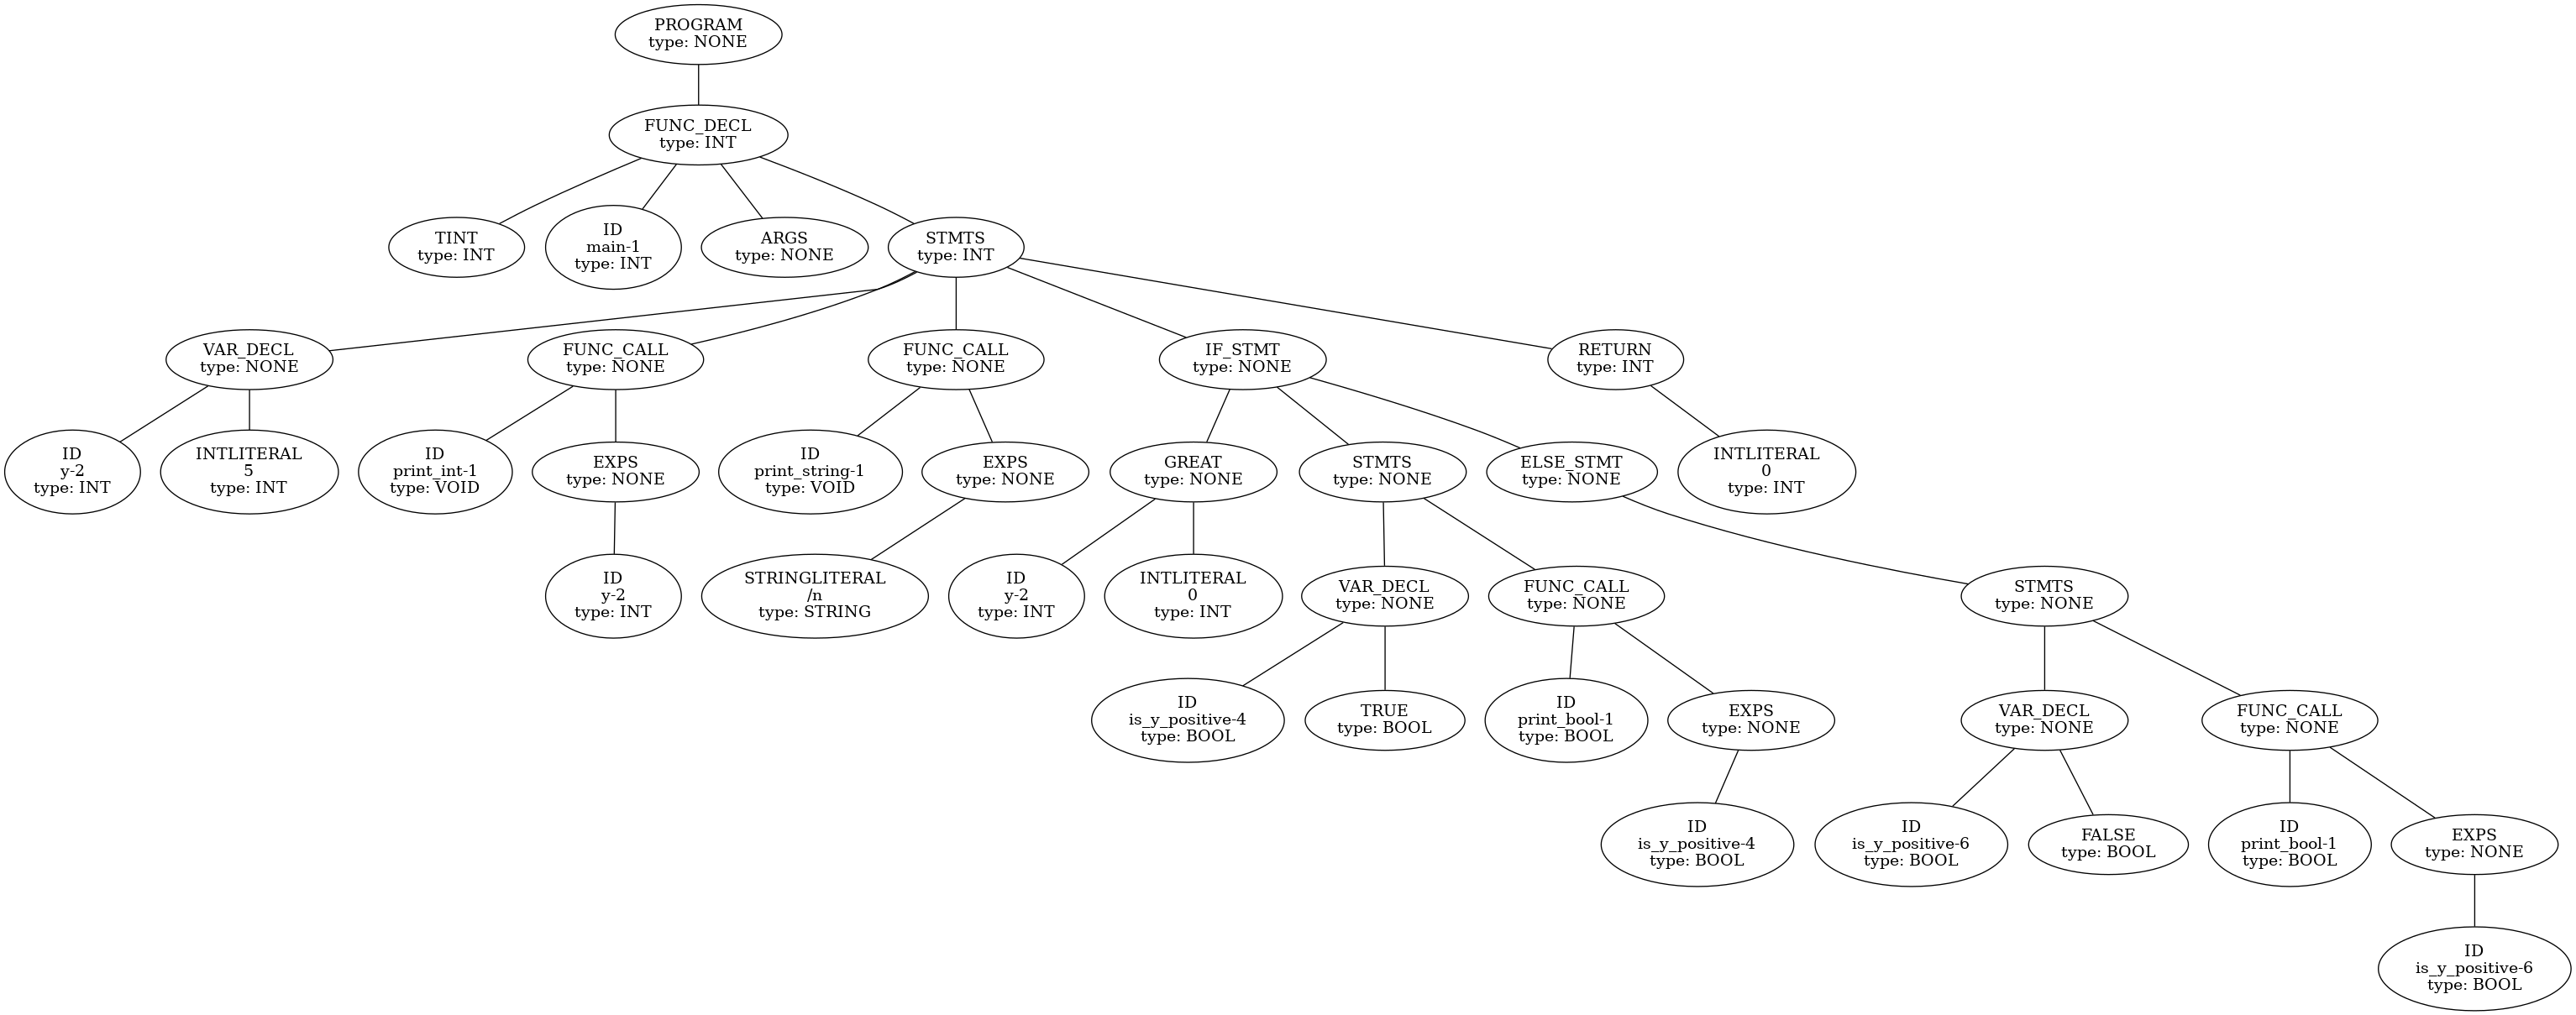 PROGRAM
type: NONE
FUNC_DECL
type: INT
TINT
type: INT
ID
main-1
type: INT
ARGS
type: NONE
STMTS
type: INT
VAR_DECL
type: NONE
FUNC_CALL
type: NONE
FUNC_CALL
type: NONE
IF_STMT
type: NONE
RETURN
type: INT
ID
y-2
type: INT
INTLITERAL
5
type: INT
ID
print_int-1
type: VOID
EXPS
type: NONE
ID
print_string-1
type: VOID
EXPS
type: NONE
GREAT
type: NONE
STMTS
type: NONE
ELSE_STMT
type: NONE
INTLITERAL
0
type: INT
ID
y-2
type: INT
STRINGLITERAL
/n
type: STRING
ID
y-2
type: INT
INTLITERAL
0
type: INT
VAR_DECL
type: NONE
FUNC_CALL
type: NONE
STMTS
type: NONE
ID
is_y_positive-4
type: BOOL
TRUE
type: BOOL
ID
print_bool-1
type: BOOL
EXPS
type: NONE
VAR_DECL
type: NONE
FUNC_CALL
type: NONE
ID
is_y_positive-4
type: BOOL
ID
is_y_positive-6
type: BOOL
FALSE
type: BOOL
ID
print_bool-1
type: BOOL
EXPS
type: NONE
ID
is_y_positive-6
type: BOOL